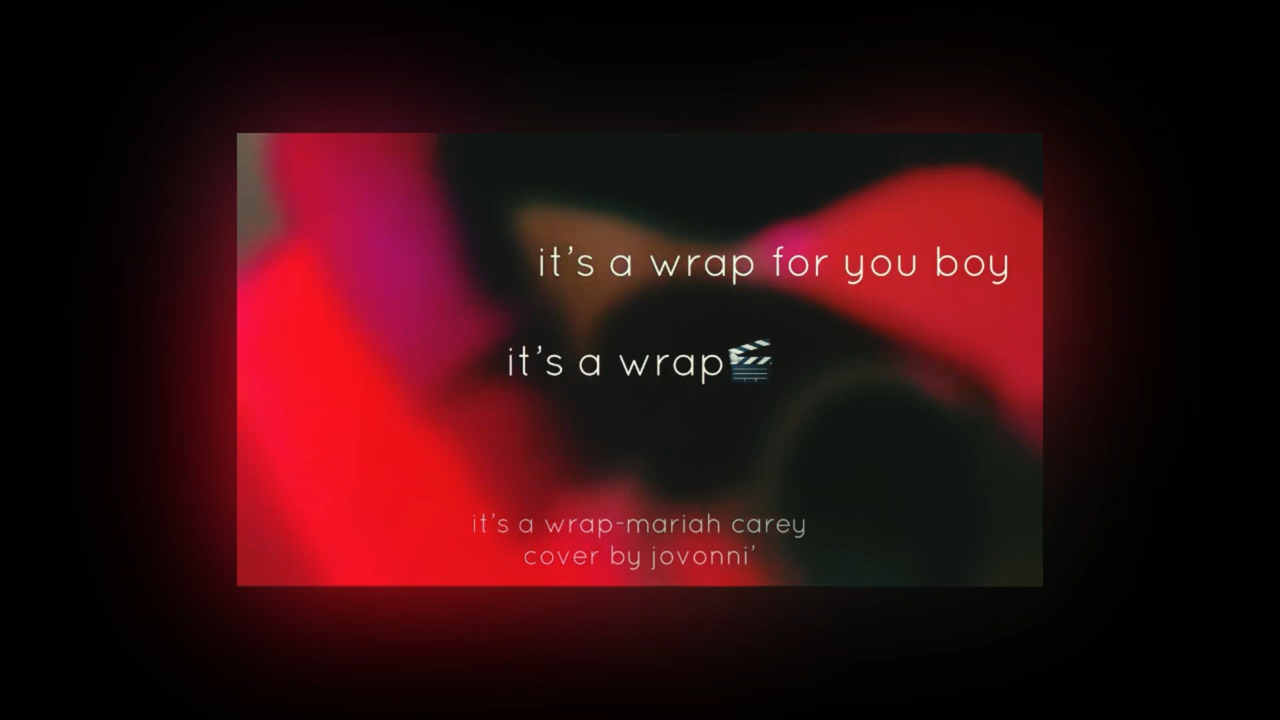 it's a wrap for you boy
it's a wrap🎬
it's a wrap-mariah carey
cover by jovonni'